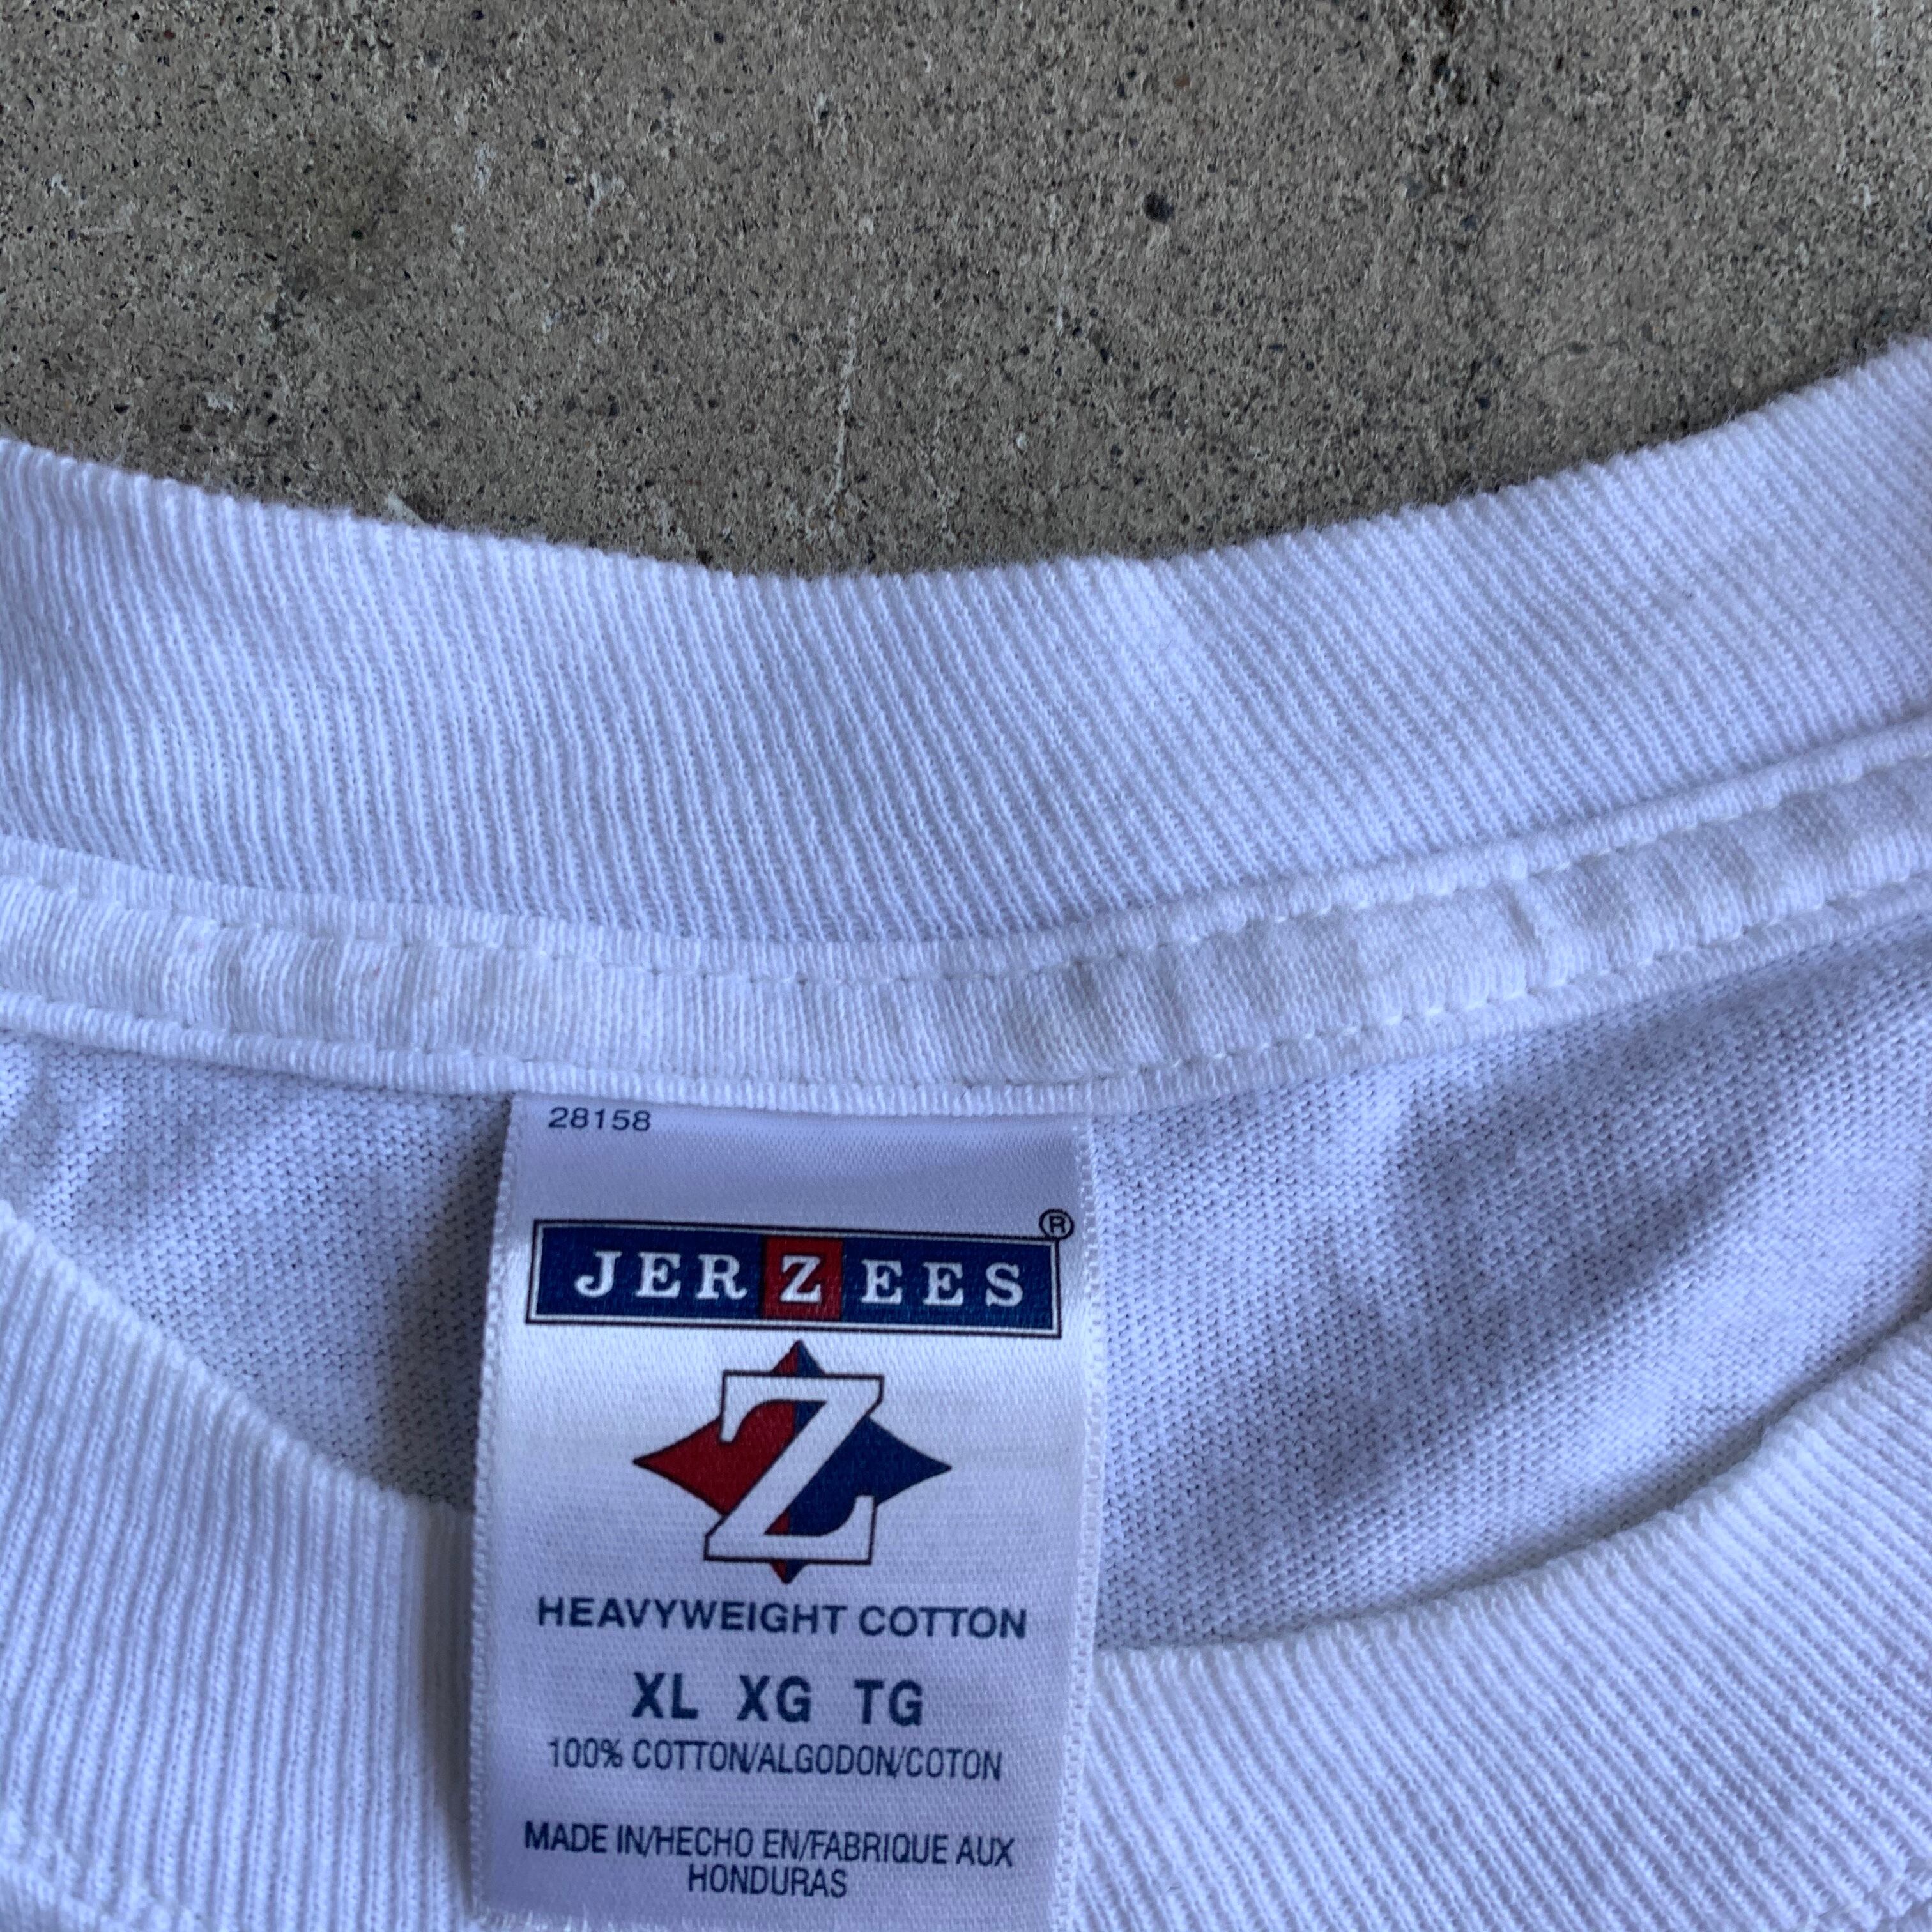 28158
JERZEES®
Z
HEAVYWEIGHT COTTON
XL XG TG
100% COTTON/ALGODON/COTON
MADE IN/HECHO EN/FABRIQUE AUX
HONDURAS